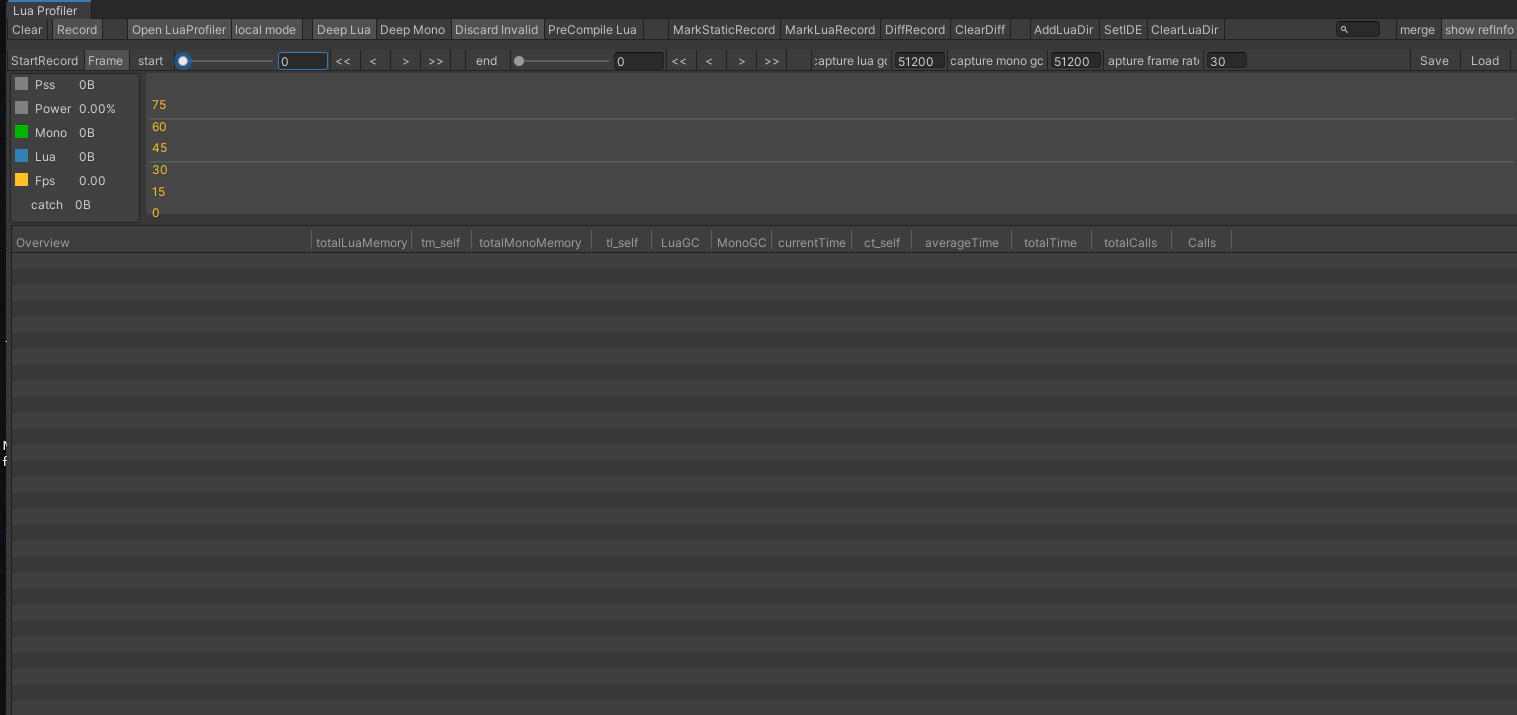 Lua Profiler
Clear Record Open LuaProfiler local mode Deep Lua Deep Mono Discard Invalid PreCompile Lua MarkStaticRecord MarkLuaRecord DiffRecord ClearDiff AddLuaDir SetIDE ClearLuaDir merge show refInfo
StartRecord Frame start 0 << < > >> end 0 << < > >> capture lua gc 51200 capture mono gc 51200 apture frame rate 30 Save Load
Pss 0B
Power 0.00%
Mono 0B
Lua 0B
Fps 0.00
catch 0B
75
60
45
30
15
0
Overview totalLuaMemory tm_self totalMonoMemory tl_self LuaGC MonoGC currentTime ct_self averageTime totalTime totalCalls Calls